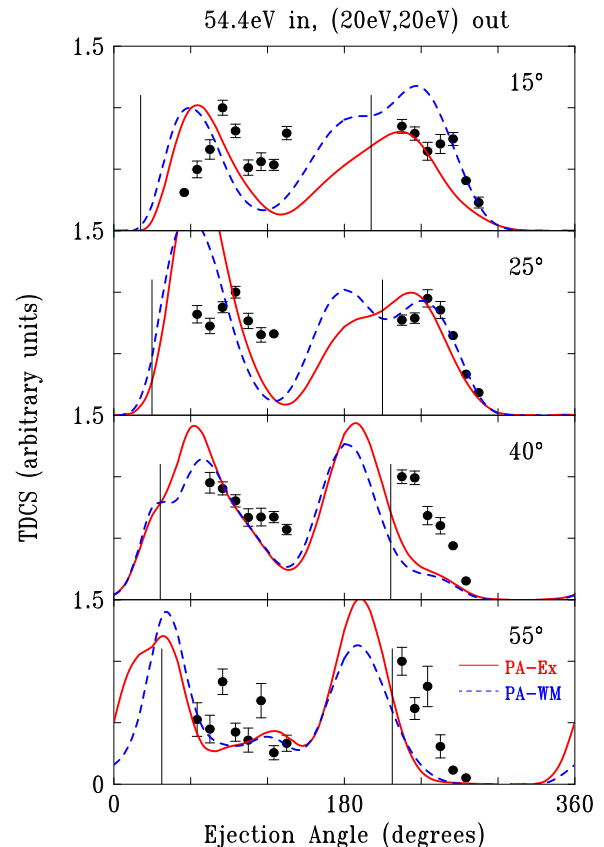 54.4eV in, (20eV,20eV) out
1.5
15°
1.5
25°
1.5
40°
1.5
55°
PA-Ex
PA-WM
0
0 180 360
Ejection Angle (degrees)
TDCS (arbitrary units)